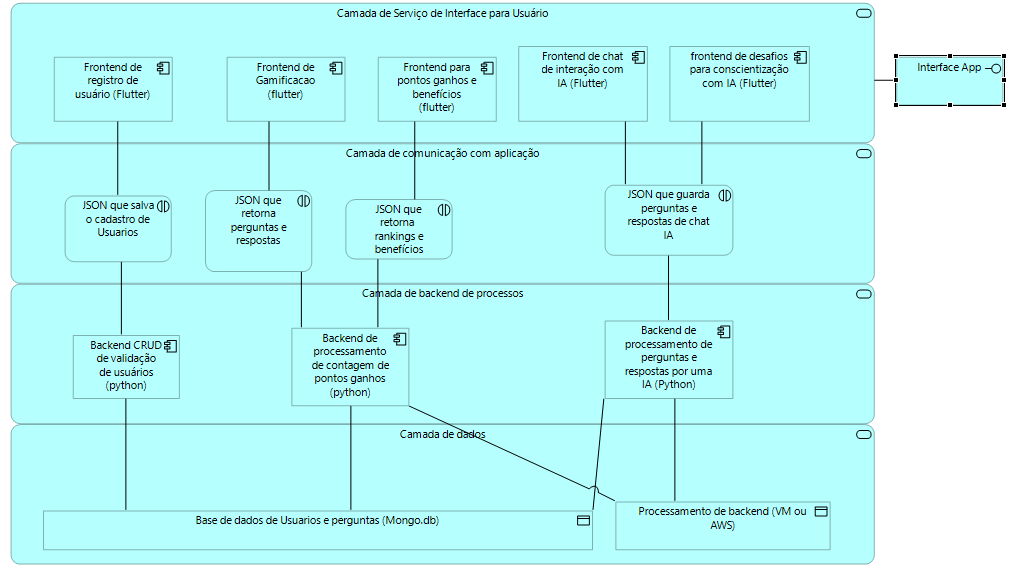 Camada de Serviço de Interface para Usuário
Frontend de
registro de
usuário (Flutter)
Frontend de
Gamificacao
(flutter)
Frontend para
pontos ganhos e
benefícios
(flutter)
Frontend de chat
de interação com
IA (Flutter)
frontend de desafios
para conscientização
com IA (Flutter)
Interface App
Camada de comunicação com aplicação
JSON que salva
o cadastro de
Usuarios
JSON que
retorna
perguntas e
respostas
JSON que
retorna
rankings e
benefícios
JSON que guarda
perguntas e
respostas de chat
IA
Camada de backend de processos
Backend CRUD
de validação
de usuários
(python)
Backend de
processamento
de contagem de
pontos ganhos
(python)
Backend de
processamento de
perguntas e
respostas por uma
IA (Python)
Camada de dados
Base de dados de Usuarios e perguntas (Mongo.db)
Processamento de backend (VM ou
AWS)